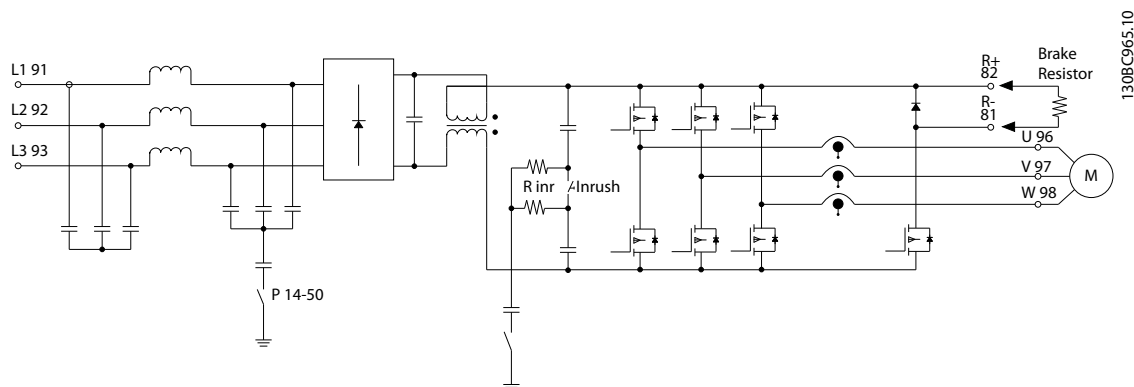 130BC965.10
L1 91
L2 92
L3 93
P 14-50
R inr
Inrush
R+
82
Brake
Resistor
R-
81
U 96
V 97
W 98
M